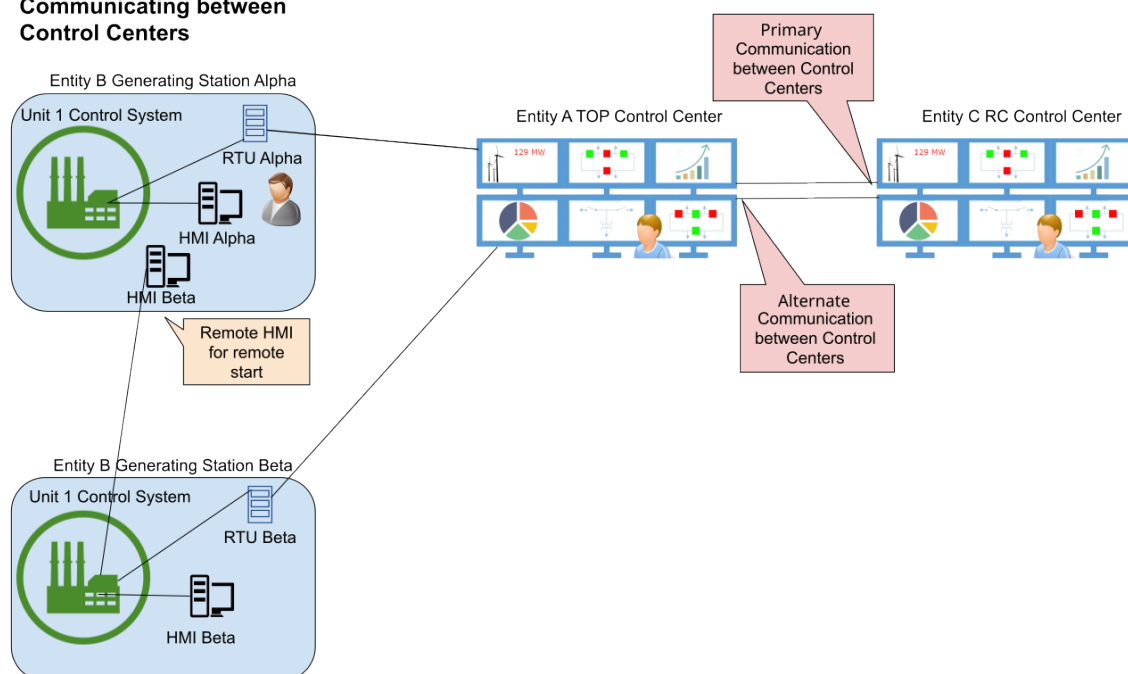 Communicating between
Control Centers
Primary
Communication
between Control
Centers
Entity B Generating Station Alpha
Unit 1 Control System
RTU Alpha
HMI Alpha
HMI Beta
Remote HMI
for remote
start
Entity A TOP Control Center
129 MW
Entity C RC Control Center
129 MW
Alternate
Communication
between Control
Centers
Entity B Generating Station Beta
Unit 1 Control System
RTU Beta
HMI Beta